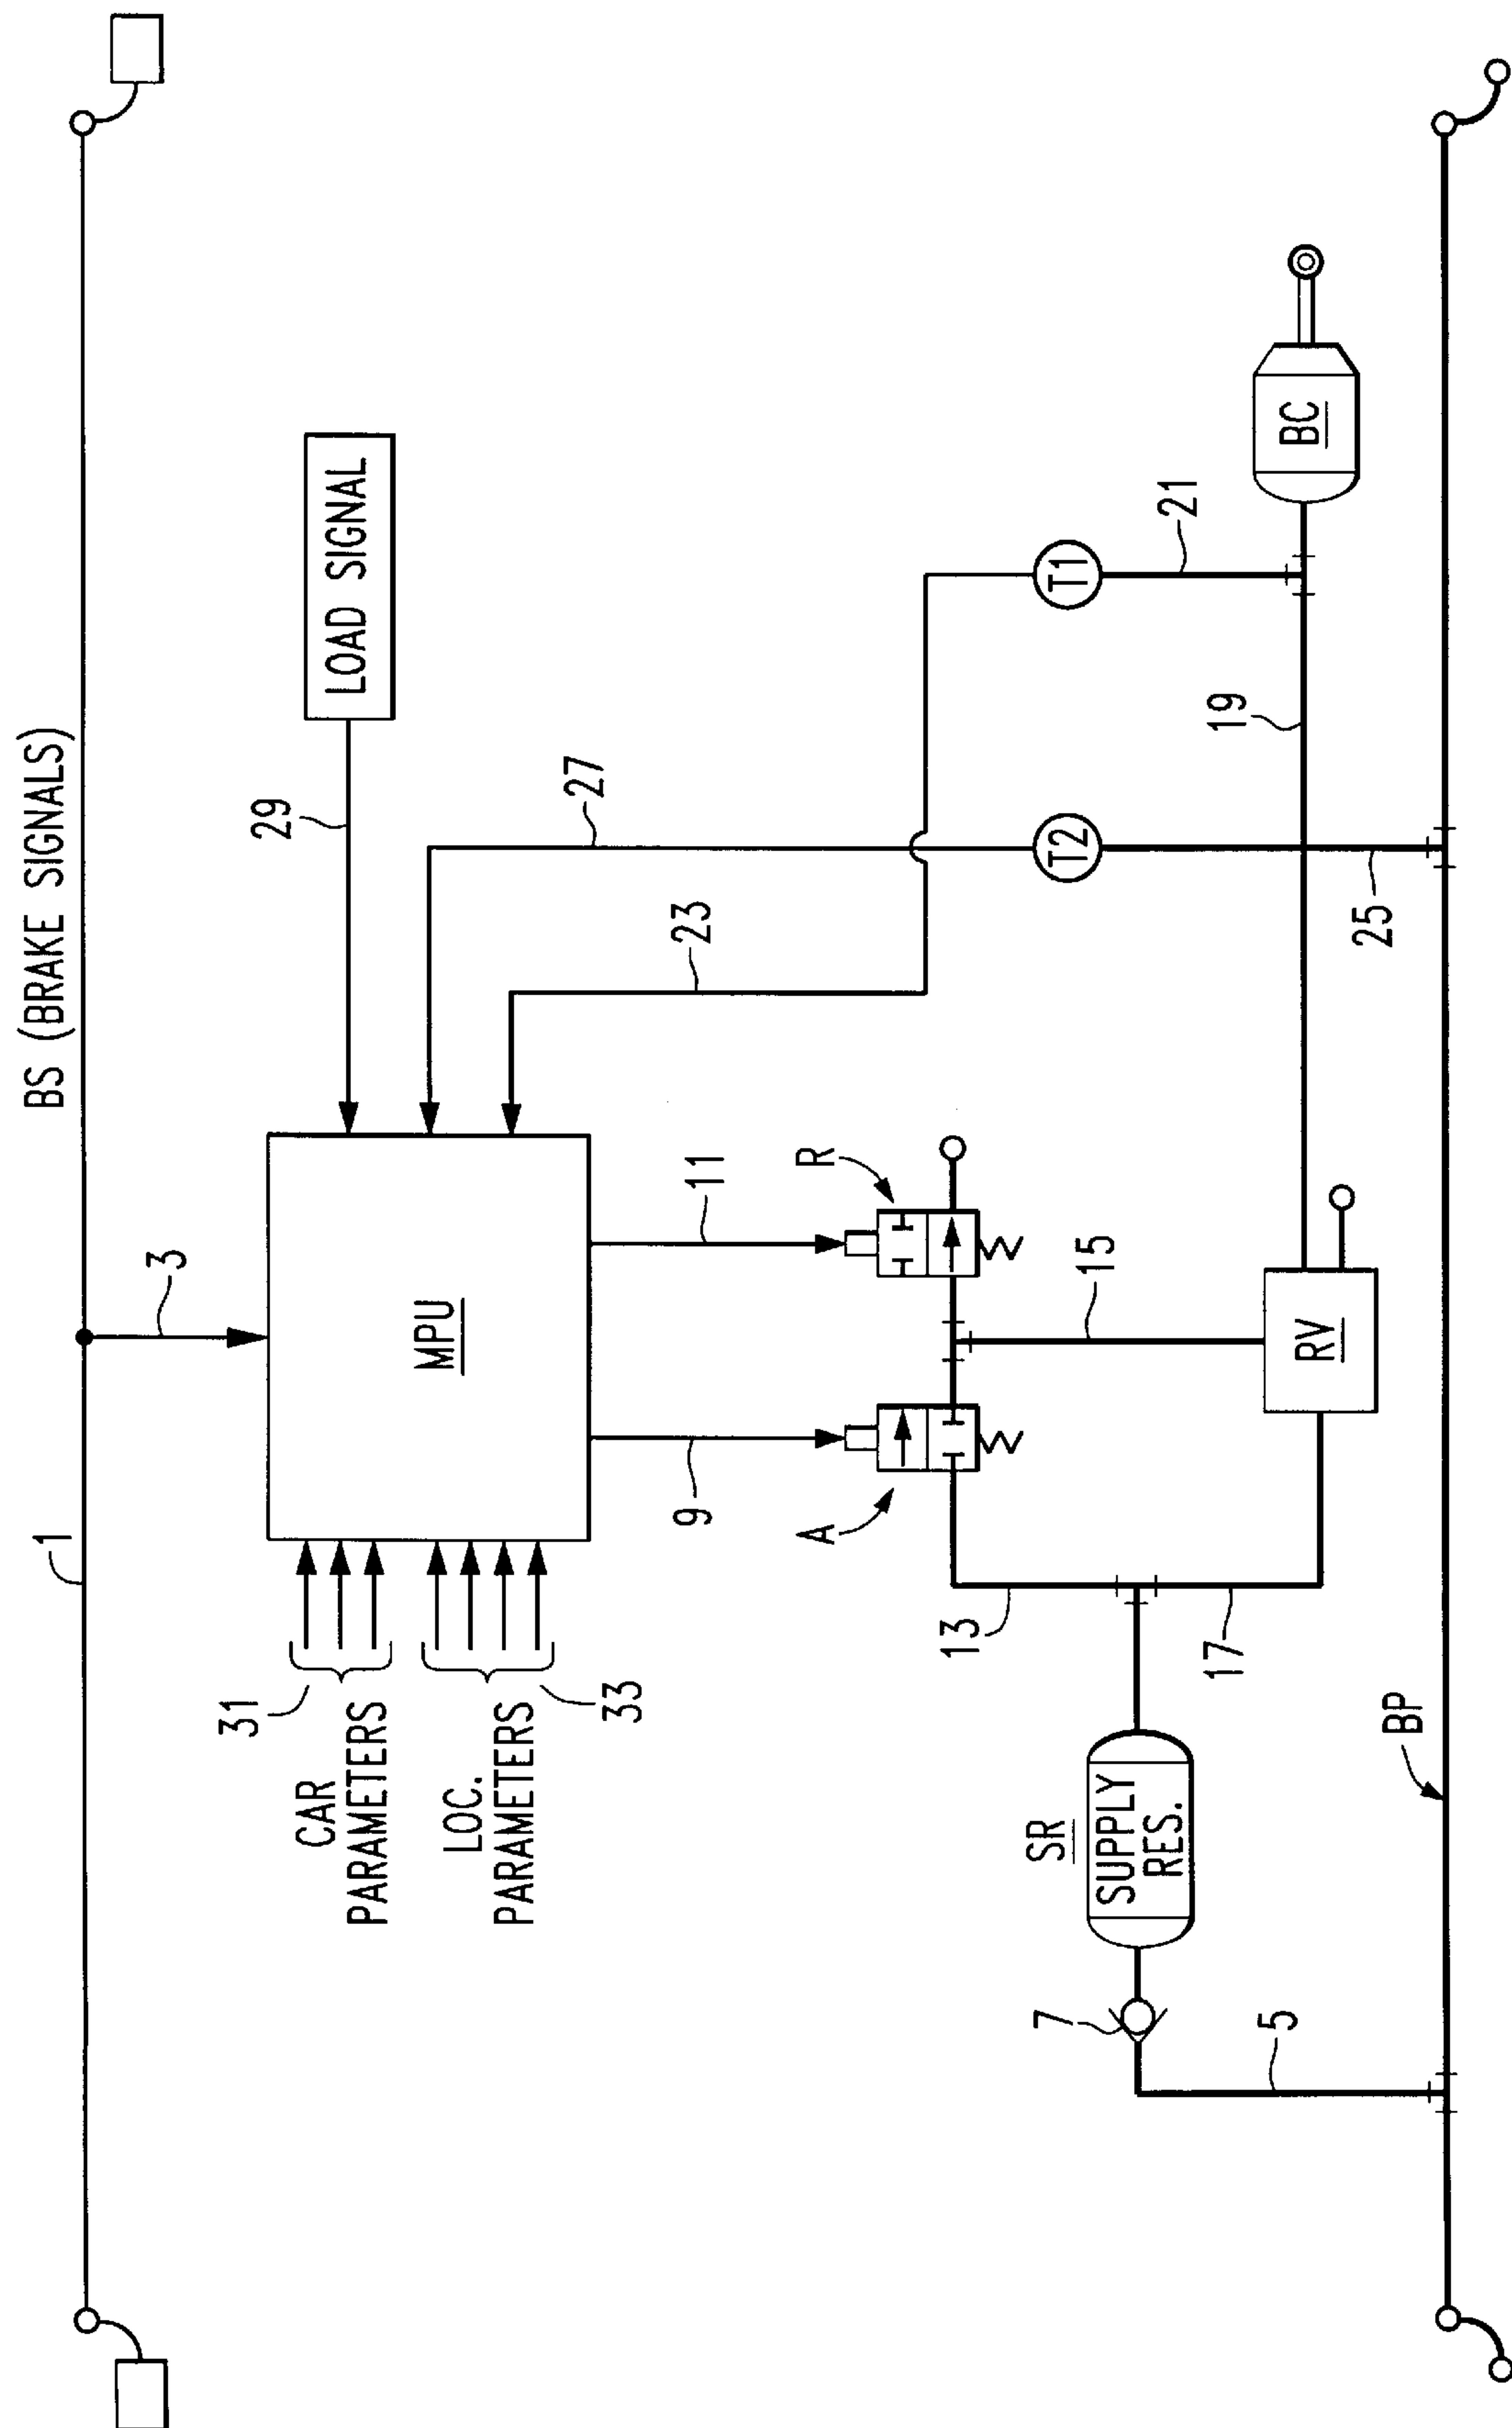 BS (BRAKE SIGNALS)
1
3
29
LOAD SIGNAL
31
CAR
PARAMETERS
LOC.
PARAMETERS
33
MPU
27
23
9
11
A
R
T2
T1
21
13
15
SR
SUPPLY
RES.
7
17
5
RV
19
BC
25
BP